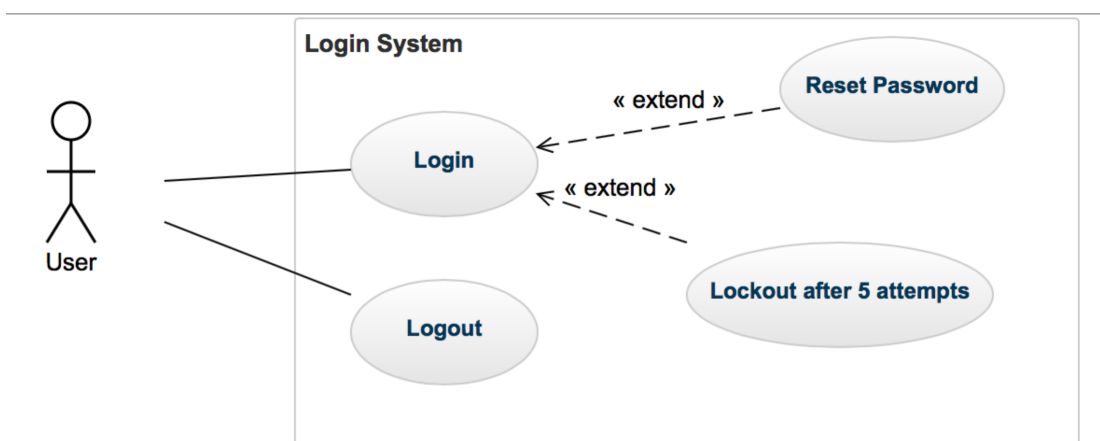 Login System
Reset Password
« extend »
Login
« extend »
User
Lockout after 5 attempts
Logout